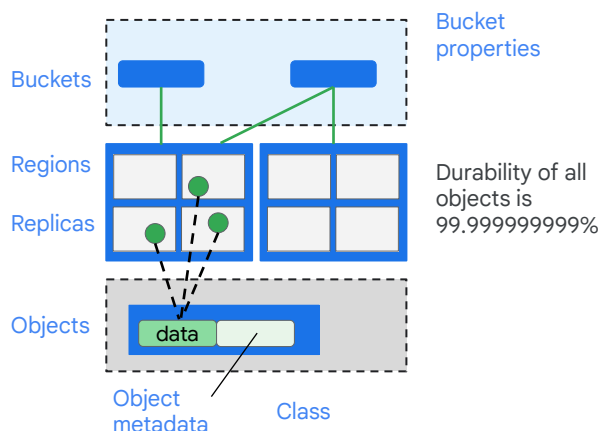 Bucket
properties
Buckets
Regions
Replicas
Durability of all
objects is
99.999999999%
Objects
data
Object
metadata
Class